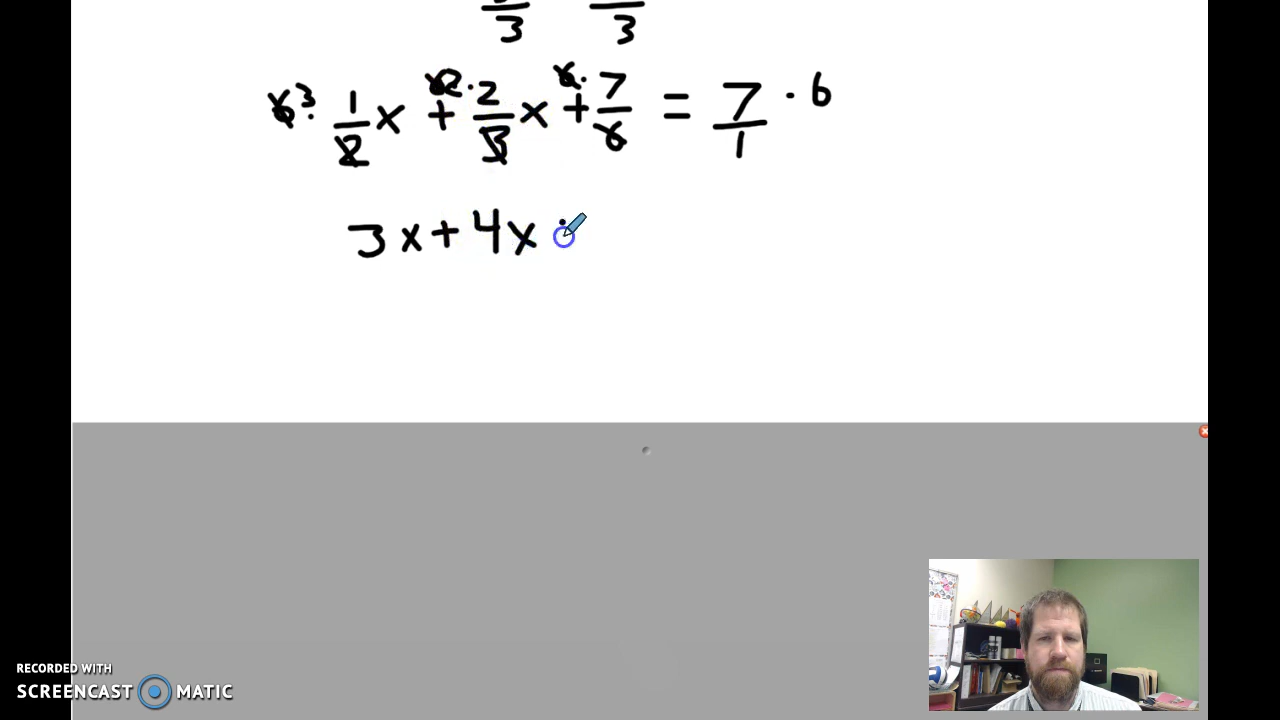 3 3
6 3 · 1/2 x + 6 2 · 2/3 x + 6 · 7/6 = 7/1 · 6
3x + 4x
RECORDED WITH
SCREENCAST MATIC